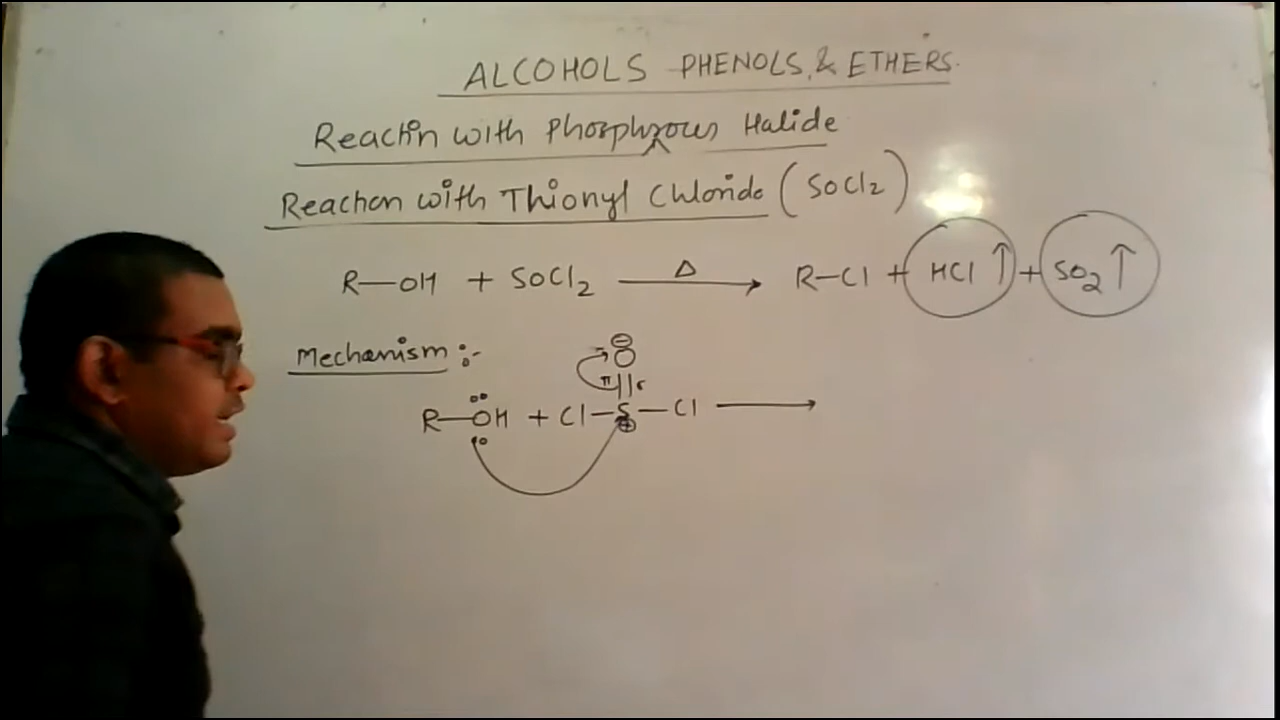 ALCOHOLS PHENOLS, & ETHERS.
Reactin with Phosphrous Halide
Reaction with Thionyl Chloride (SOCl2)
R—OH + SOCl2 —Δ→ R—Cl + HCl ↑ + SO2 ↑
Mechanism :-
⊖
O
π || σ
R—ÖH + Cl—S—Cl ⟶
⊕